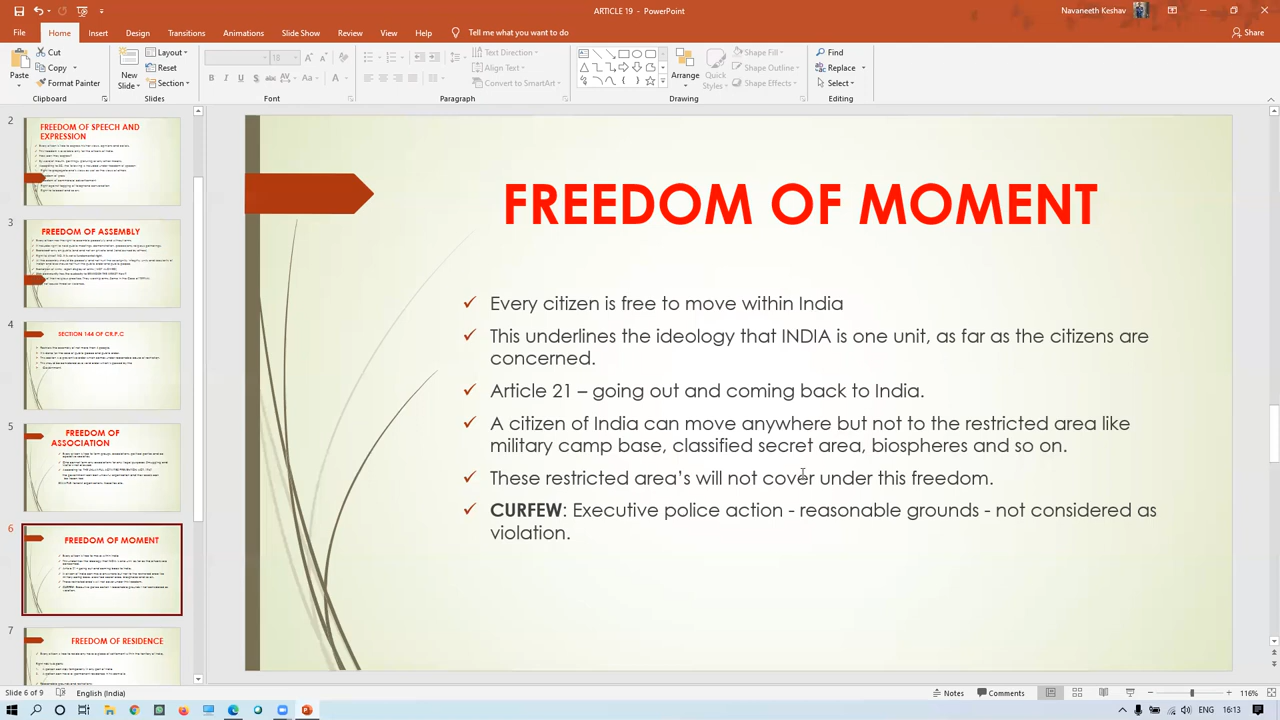 ARTICLE 19 - PowerPoint
Navaneeth Keshav
File Home Insert Design Transitions Animations Slide Show Review View Help Tell me what you want to do
Share
Paste
Cut
Copy
Format Painter
Clipboard
New
Slide
Layout
Reset
Section
Slides
18
Font
Text Direction
Align Text
Convert to SmartArt
Paragraph
Arrange
Quick
Styles
Shape Fill
Shape Outline
Shape Effects
Drawing
Find
Replace
Select
Editing
2
FREEDOM OF SPEECH AND
EXPRESSION
3
FREEDOM OF ASSEMBLY
4
SECTION 144 OF CR.P.C
5
FREEDOM OF
ASSOCIATION
6
FREEDOM OF MOMENT
7
FREEDOM OF RESIDENCE
FREEDOM OF MOMENT
Every citizen is free to move within India
This underlines the ideology that INDIA is one unit, as far as the citizens are
concerned.
Article 21 – going out and coming back to India.
A citizen of India can move anywhere but not to the restricted area like
military camp base, classified secret area, biospheres and so on.
These restricted area's will not cover under this freedom.
CURFEW: Executive police action - reasonable grounds - not considered as
violation.
Slide 6 of 9 English (India)
Notes Comments 116%
ENG 16:13